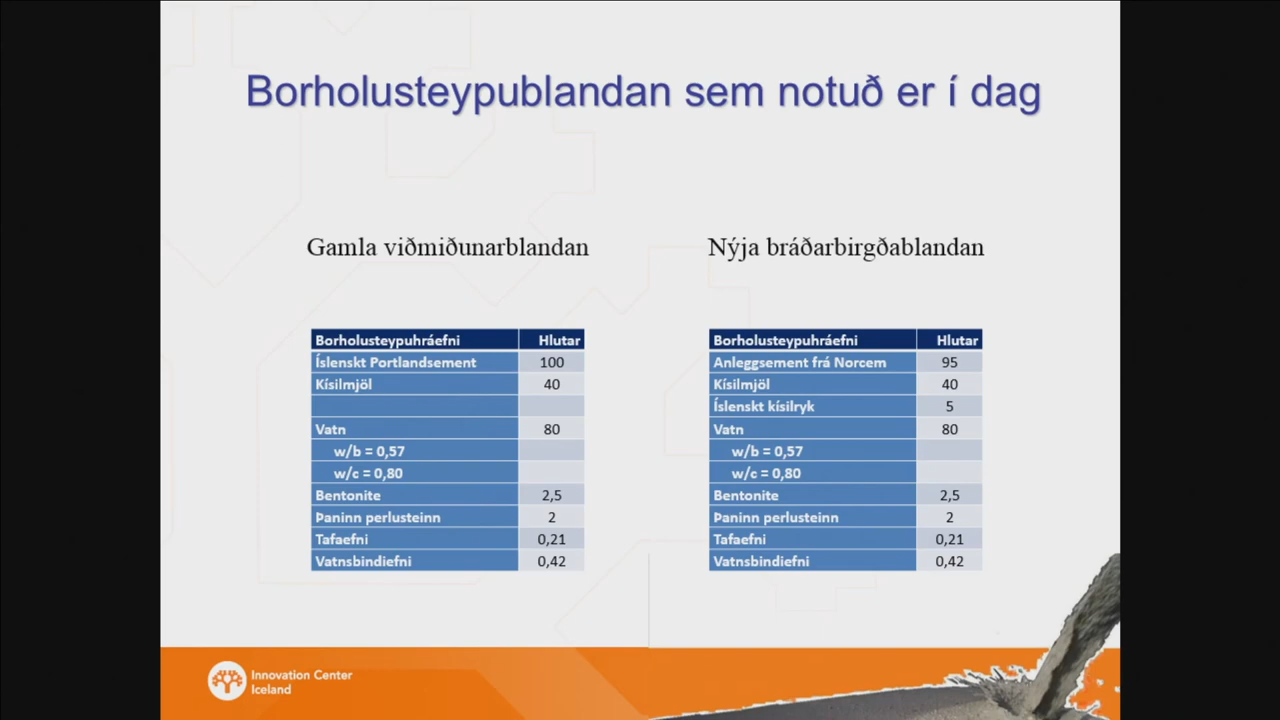 Borholusteypublandan sem notuð er í dag
Gamla viðmiðunarblandan
Borholusteypuhráefni Hlutar
Íslenskt Portlandsement 100
Kísilmjöl 40
Vatn 80
w/b = 0,57
w/c = 0,80
Bentonite 2,5
Þaninn perlusteinn 2
Tafaefni 0,21
Vatnsbindiefni 0,42
Nýja bráðarbirgðablandan
Borholusteypuhráefni Hlutar
Anleggsement frá Norcem 95
Kísilmjöl 40
Íslenskt kísilryk 5
Vatn 80
w/b = 0,57
w/c = 0,80
Bentonite 2,5
Þaninn perlusteinn 2
Tafaefni 0,21
Vatnsbindiefni 0,42
Innovation Center
Iceland